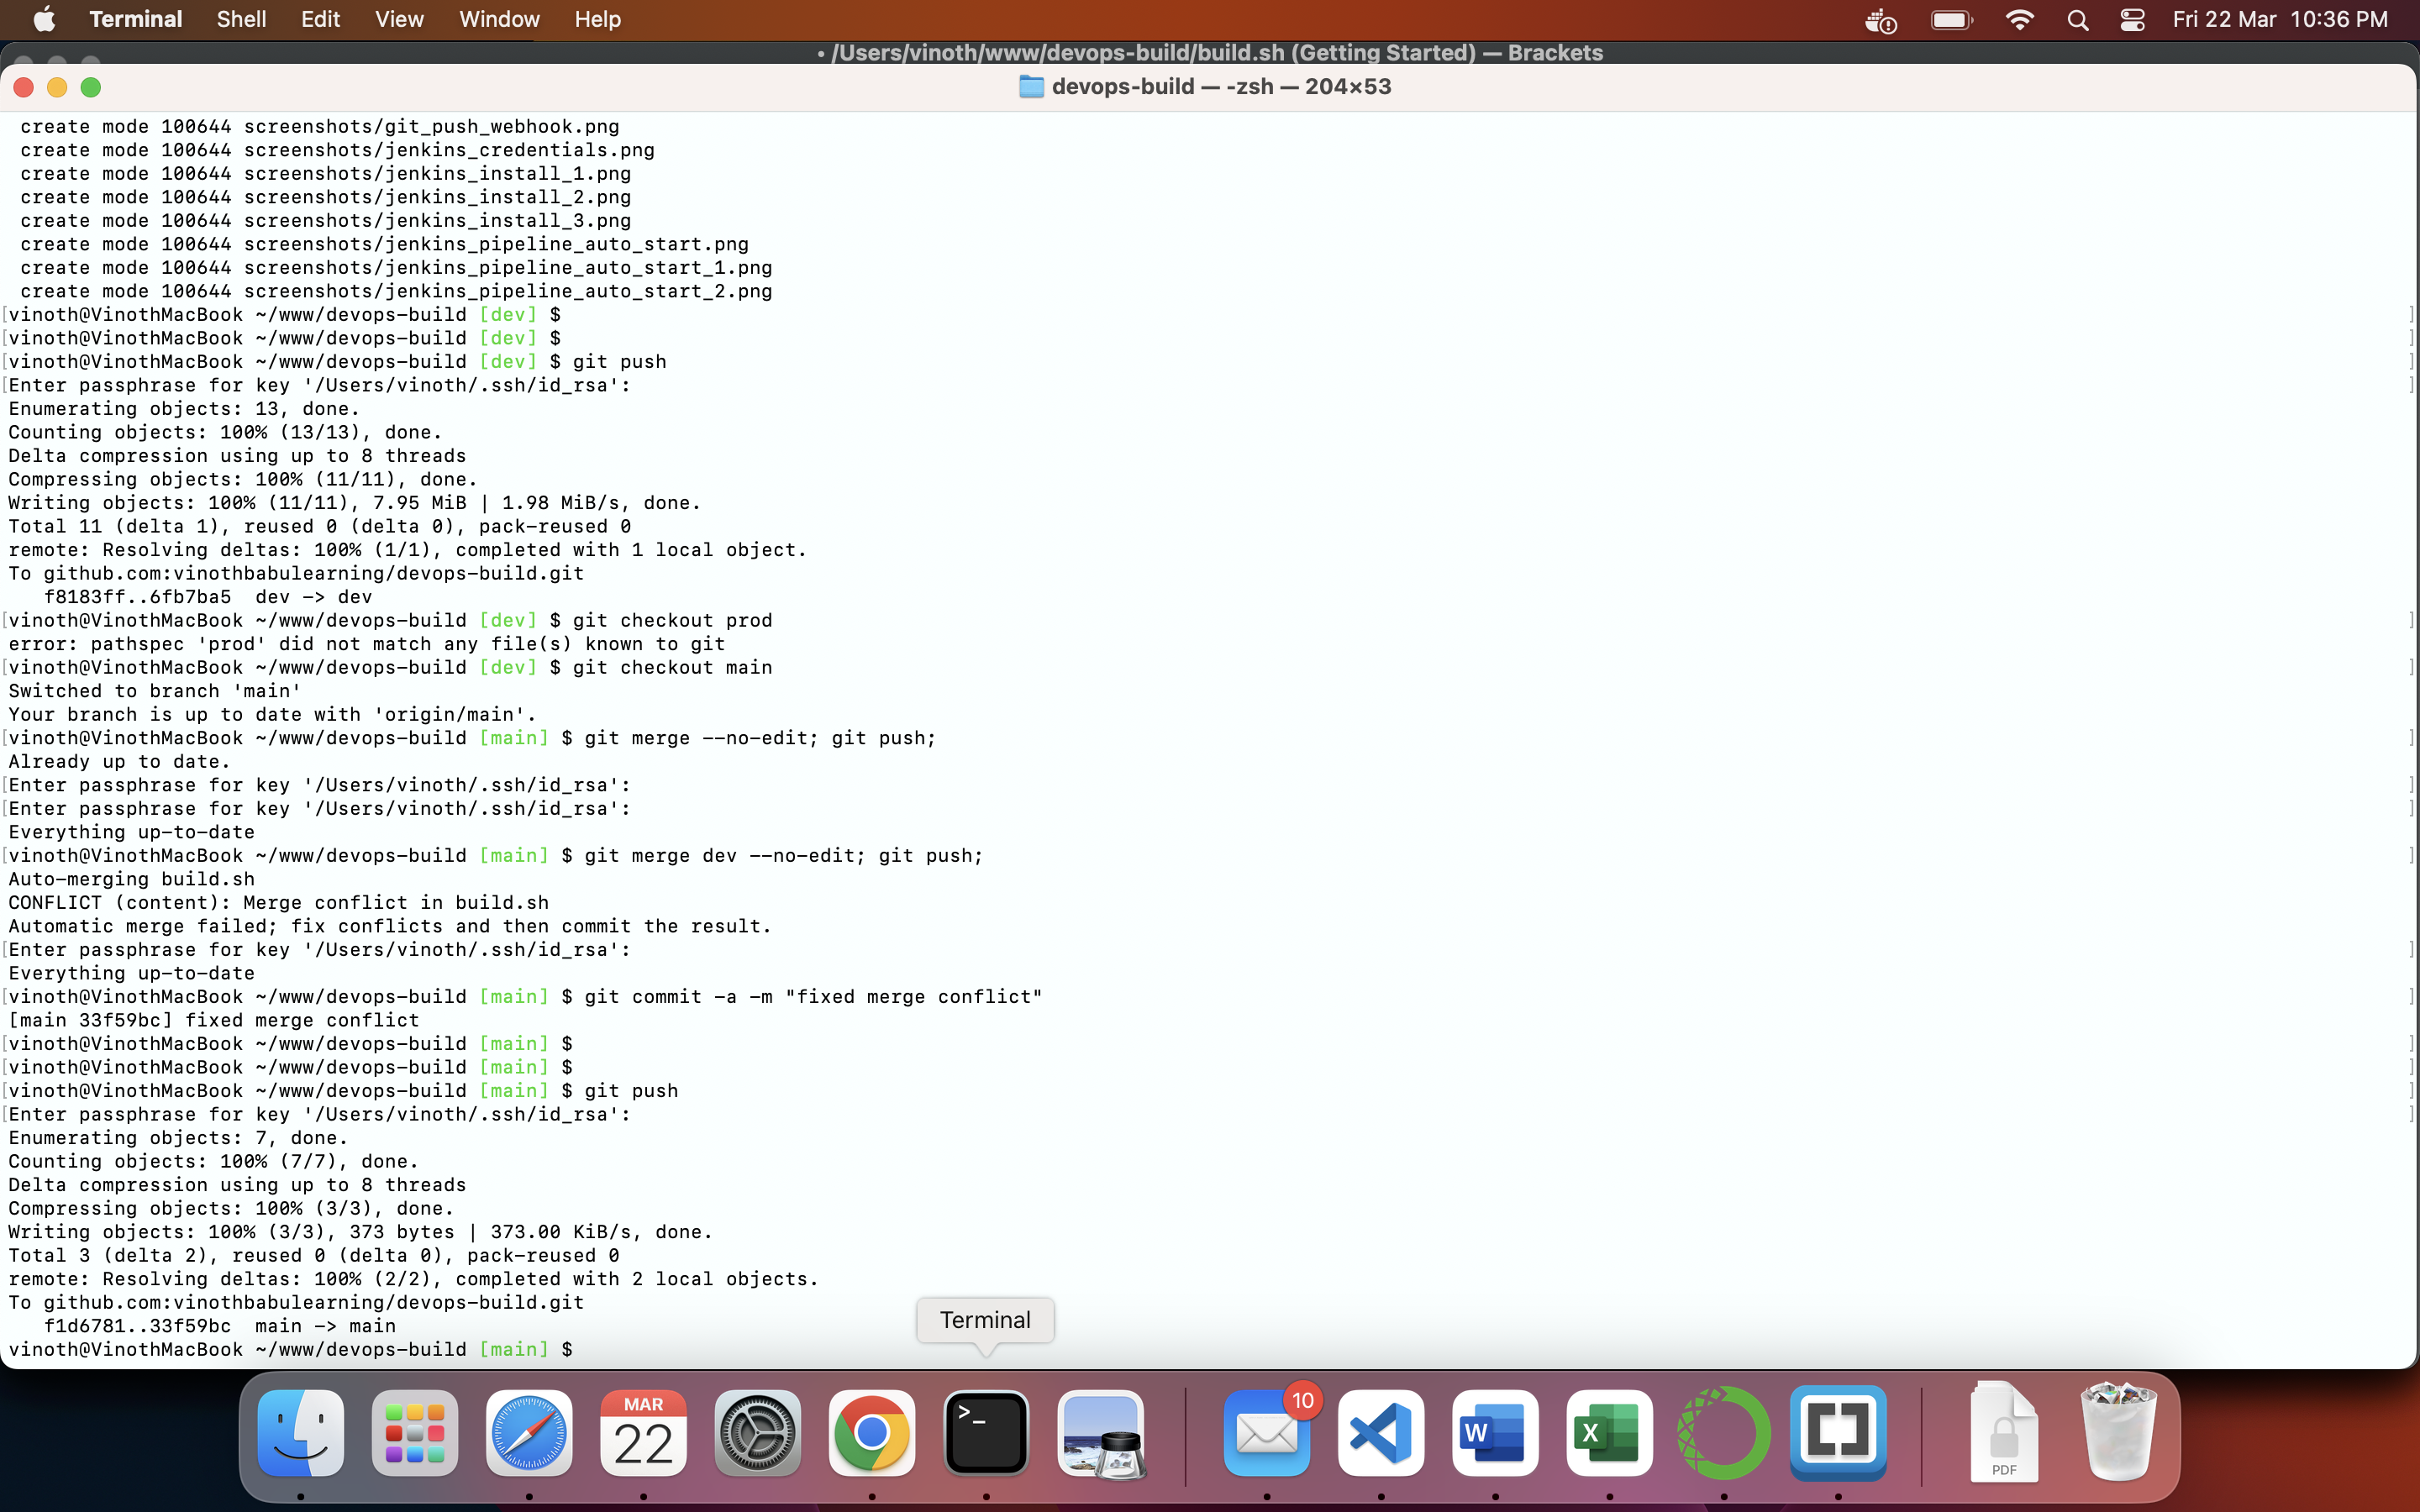 Terminal Shell Edit View Window Help Fri 22 Mar 10:36 PM
• /Users/vinoth/www/devops-build/build.sh (Getting Started) — Brackets
devops-build — -zsh — 204×53
create mode 100644 screenshots/git_push_webhook.png
create mode 100644 screenshots/jenkins_credentials.png
create mode 100644 screenshots/jenkins_install_1.png
create mode 100644 screenshots/jenkins_install_2.png
create mode 100644 screenshots/jenkins_install_3.png
create mode 100644 screenshots/jenkins_pipeline_auto_start.png
create mode 100644 screenshots/jenkins_pipeline_auto_start_1.png
create mode 100644 screenshots/jenkins_pipeline_auto_start_2.png
[vinoth@VinothMacBook ~/www/devops-build [dev] $ ]
[vinoth@VinothMacBook ~/www/devops-build [dev] $ ]
[vinoth@VinothMacBook ~/www/devops-build [dev] $ git push ]
[Enter passphrase for key '/Users/vinoth/.ssh/id_rsa': ]
Enumerating objects: 13, done.
Counting objects: 100% (13/13), done.
Delta compression using up to 8 threads
Compressing objects: 100% (11/11), done.
Writing objects: 100% (11/11), 7.95 MiB | 1.98 MiB/s, done.
Total 11 (delta 1), reused 0 (delta 0), pack-reused 0
remote: Resolving deltas: 100% (1/1), completed with 1 local object.
To github.com:vinothbabulearning/devops-build.git
f8183ff..6fb7ba5 dev -> dev
[vinoth@VinothMacBook ~/www/devops-build [dev] $ git checkout prod ]
error: pathspec 'prod' did not match any file(s) known to git
[vinoth@VinothMacBook ~/www/devops-build [dev] $ git checkout main ]
Switched to branch 'main'
Your branch is up to date with 'origin/main'.
[vinoth@VinothMacBook ~/www/devops-build [main] $ git merge --no-edit; git push; ]
Already up to date.
[Enter passphrase for key '/Users/vinoth/.ssh/id_rsa': ]
[Enter passphrase for key '/Users/vinoth/.ssh/id_rsa': ]
Everything up-to-date
[vinoth@VinothMacBook ~/www/devops-build [main] $ git merge dev --no-edit; git push; ]
Auto-merging build.sh
CONFLICT (content): Merge conflict in build.sh
Automatic merge failed; fix conflicts and then commit the result.
[Enter passphrase for key '/Users/vinoth/.ssh/id_rsa': ]
Everything up-to-date
[vinoth@VinothMacBook ~/www/devops-build [main] $ git commit -a -m "fixed merge conflict" ]
[main 33f59bc] fixed merge conflict
[vinoth@VinothMacBook ~/www/devops-build [main] $ ]
[vinoth@VinothMacBook ~/www/devops-build [main] $ ]
[vinoth@VinothMacBook ~/www/devops-build [main] $ git push ]
[Enter passphrase for key '/Users/vinoth/.ssh/id_rsa': ]
Enumerating objects: 7, done.
Counting objects: 100% (7/7), done.
Delta compression using up to 8 threads
Compressing objects: 100% (3/3), done.
Writing objects: 100% (3/3), 373 bytes | 373.00 KiB/s, done.
Total 3 (delta 2), reused 0 (delta 0), pack-reused 0
remote: Resolving deltas: 100% (2/2), completed with 2 local objects.
To github.com:vinothbabulearning/devops-build.git
f1d6781..33f59bc main -> main
vinoth@VinothMacBook ~/www/devops-build [main] $
Terminal
MAR
22
>_
10
W
X
PDF